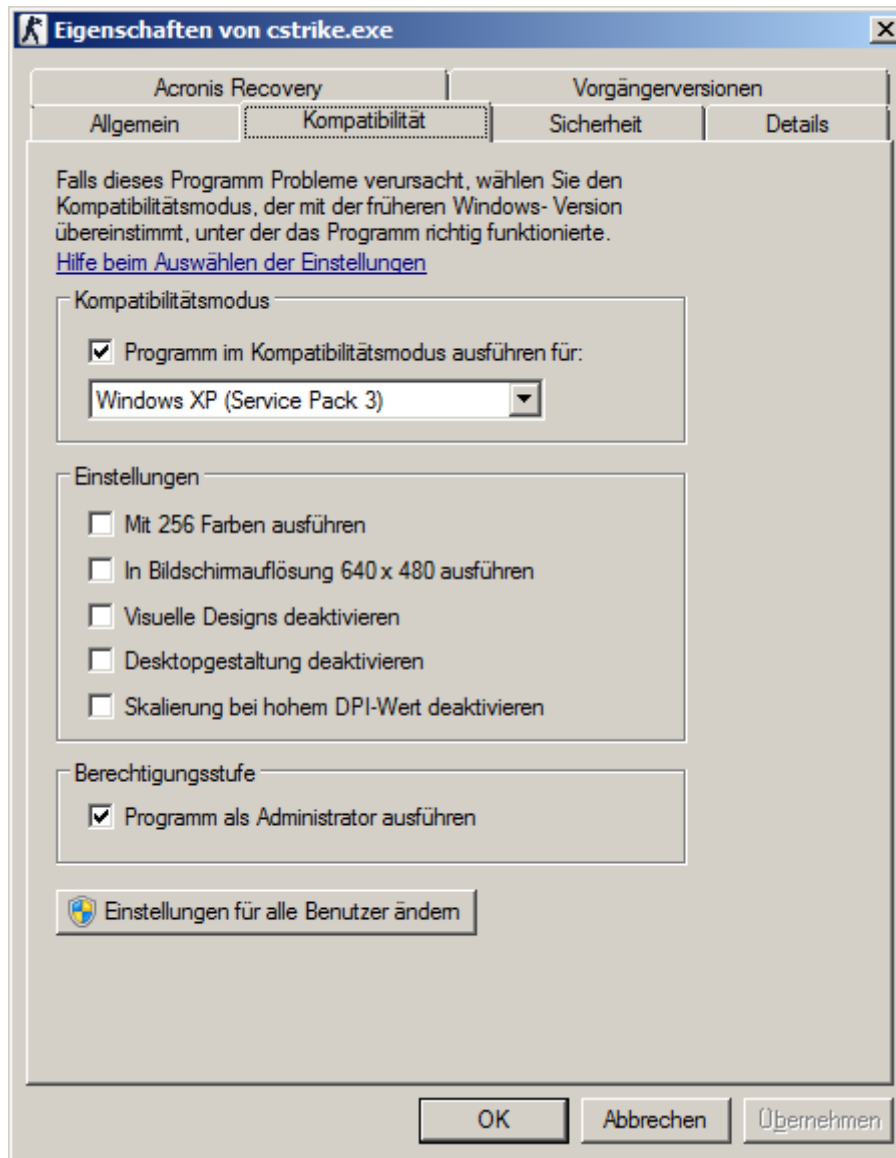 Eigenschaften von cstrike.exe
Acronis Recovery
Vorgängerversionen
Allgemein
Kompatibilität
Sicherheit
Details
Falls dieses Programm Probleme verursacht, wählen Sie den
Kompatibilitätsmodus, der mit der früheren Windows- Version
übereinstimmt, unter der das Programm richtig funktionierte.
Hilfe beim Auswählen der Einstellungen
Kompatibilitätsmodus
Programm im Kompatibilitätsmodus ausführen für:
Windows XP (Service Pack 3)
Einstellungen
Mit 256 Farben ausführen
In Bildschirmauflösung 640 x 480 ausführen
Visuelle Designs deaktivieren
Desktopgestaltung deaktivieren
Skalierung bei hohem DPI-Wert deaktivieren
Berechtigungsstufe
Programm als Administrator ausführen
Einstellungen für alle Benutzer ändern
OK
Abbrechen
Übernehmen